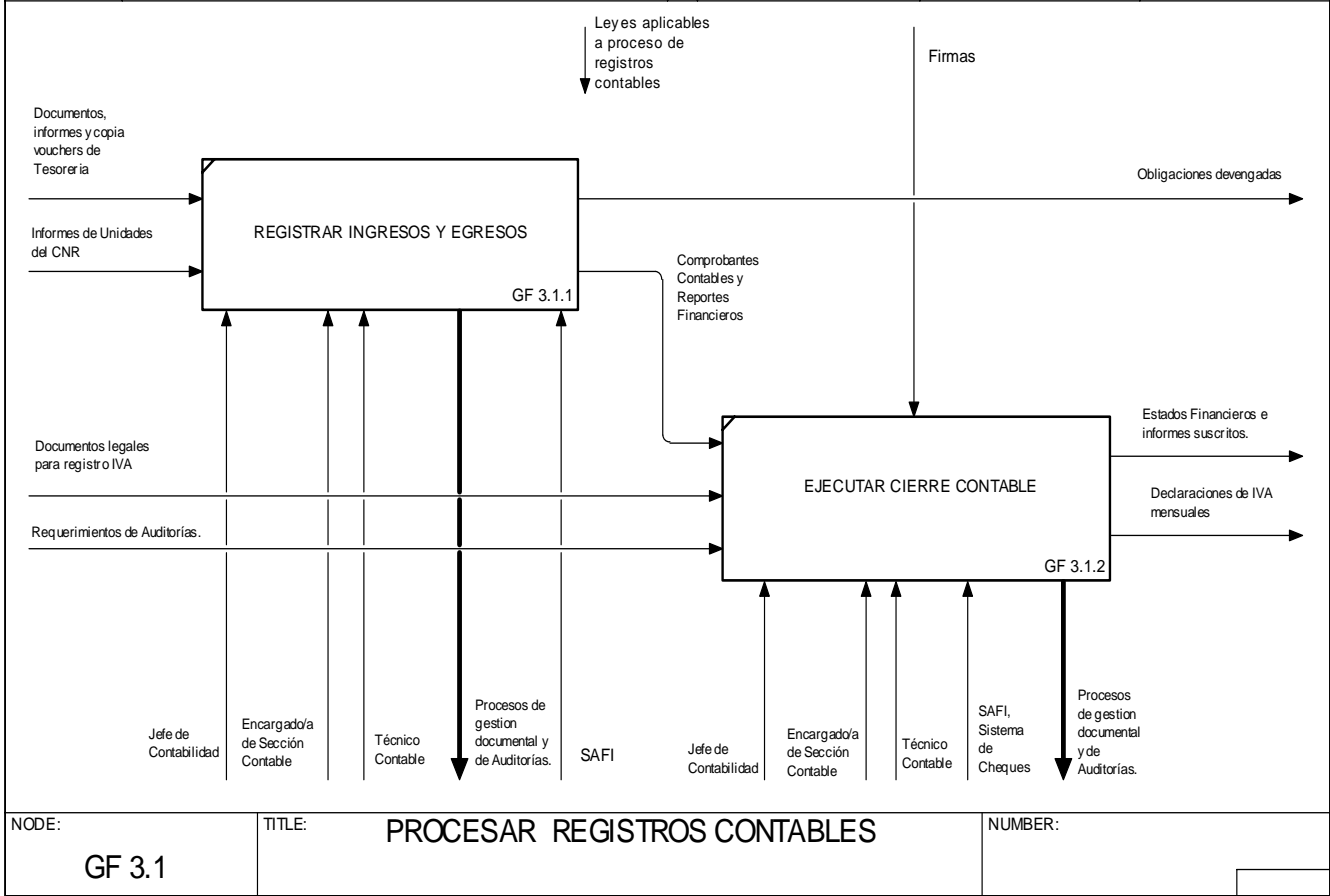 Leyes aplicables
a proceso de
registros
contables
Firmas
Documentos,
informes y copia
vouchers de
Tesoreria
Obligaciones devengadas
Informes de Unidades
del CNR
REGISTRAR INGRESOS Y EGRESOS
GF 3.1.1
Comprobantes
Contables y
Reportes
Financieros
Documentos legales
para registro IVA
Requerimientos de Auditorías.
EJECUTAR CIERRE CONTABLE
GF 3.1.2
Estados Financieros e
informes suscritos.
Declaraciones de IVA
mensuales
Jefe de
Contabilidad
Encargado/a
de Sección
Contable
Técnico
Contable
Procesos de
gestion
documental y
de Auditorías.
SAFI
Jefe de
Contabilidad
Encargado/a
de Sección
Contable
Técnico
Contable
SAFI,
Sistema
de
Cheques
Procesos
de gestion
documental
y de
Auditorías.
NODE:
GF 3.1
TITLE:
PROCESAR REGISTROS CONTABLES
NUMBER: